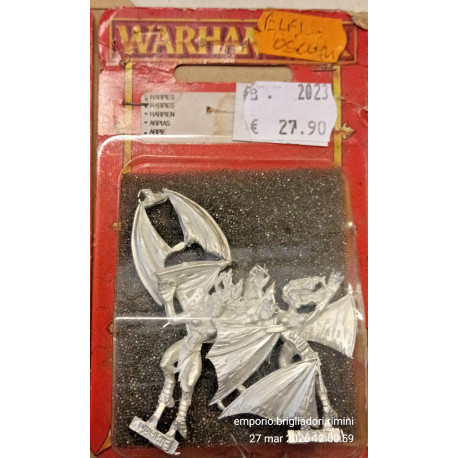 WARHAM
ELFI
OSCURI
HARPIES
HARPIES
HARPIEN
ARPIAS
ARPIE
2023
€ 27.90
emporio.brigliadori.rimini
27 mar 2020 12:00:59